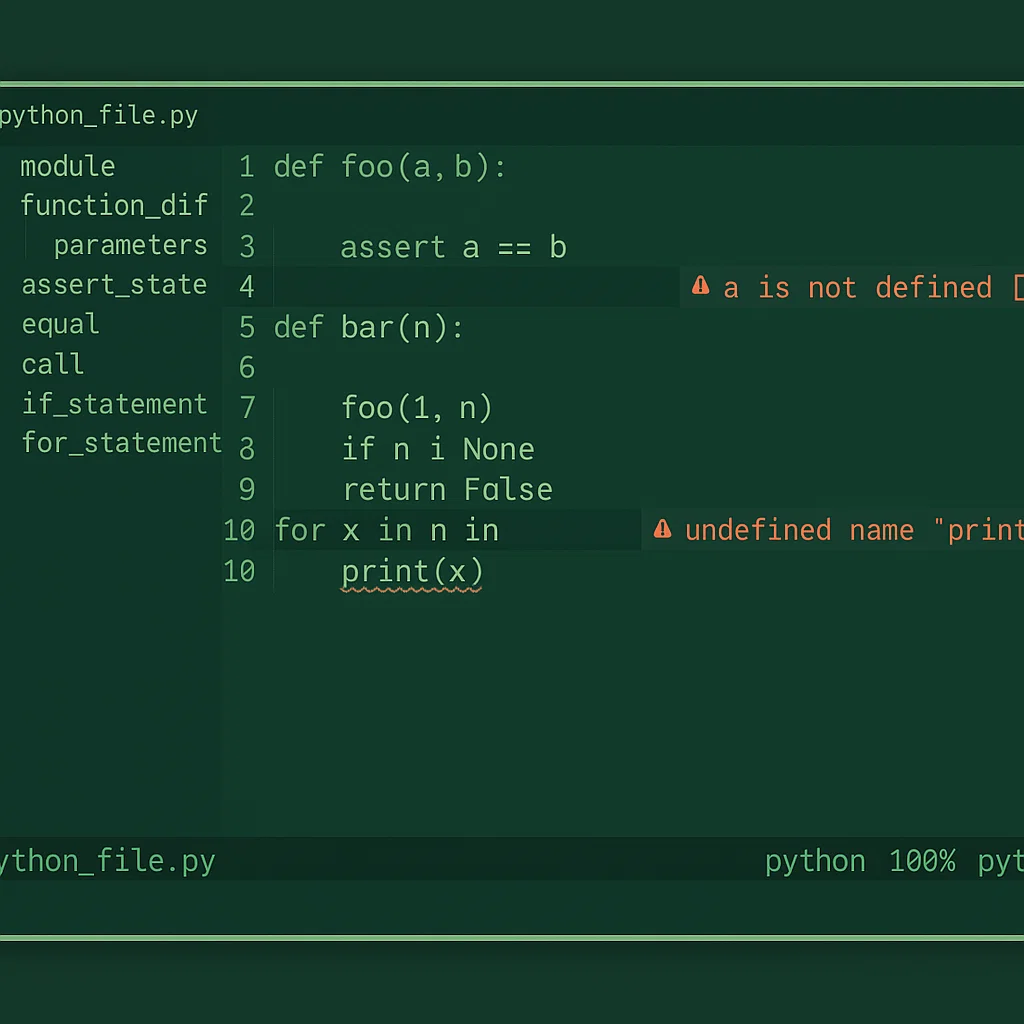 python_file.py
module
function_dif
parameters
assert_state
equal
call
if_statement
for_statement
1 def foo(a, b):
2
3 assert a == b
4 a is not defined
5 def bar(n):
6
7 foo(1, n)
8 if n i None
9 return False
10 for x in n in undefined name "print
10 print(x)
ython_file.py python 100% pyt